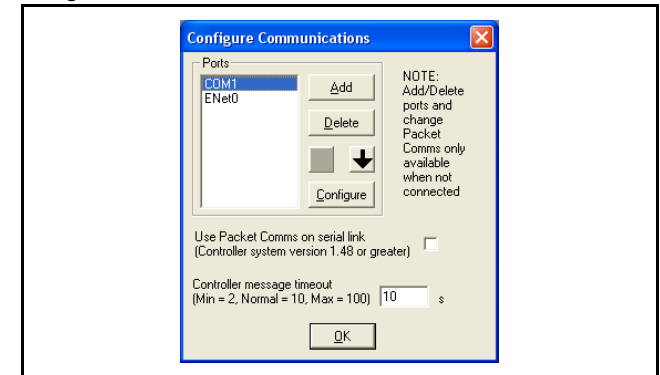 Configure Communications
Ports
COM1
ENet0
Add
Delete
Configure
NOTE:
Add/Delete
ports and
change
Packet
Comms only
available
when not
connected
Use Packet Comms on serial link
(Controller system version 1.48 or greater)
Controller message timeout
(Min = 2, Normal = 10, Max = 100) 10 s
OK